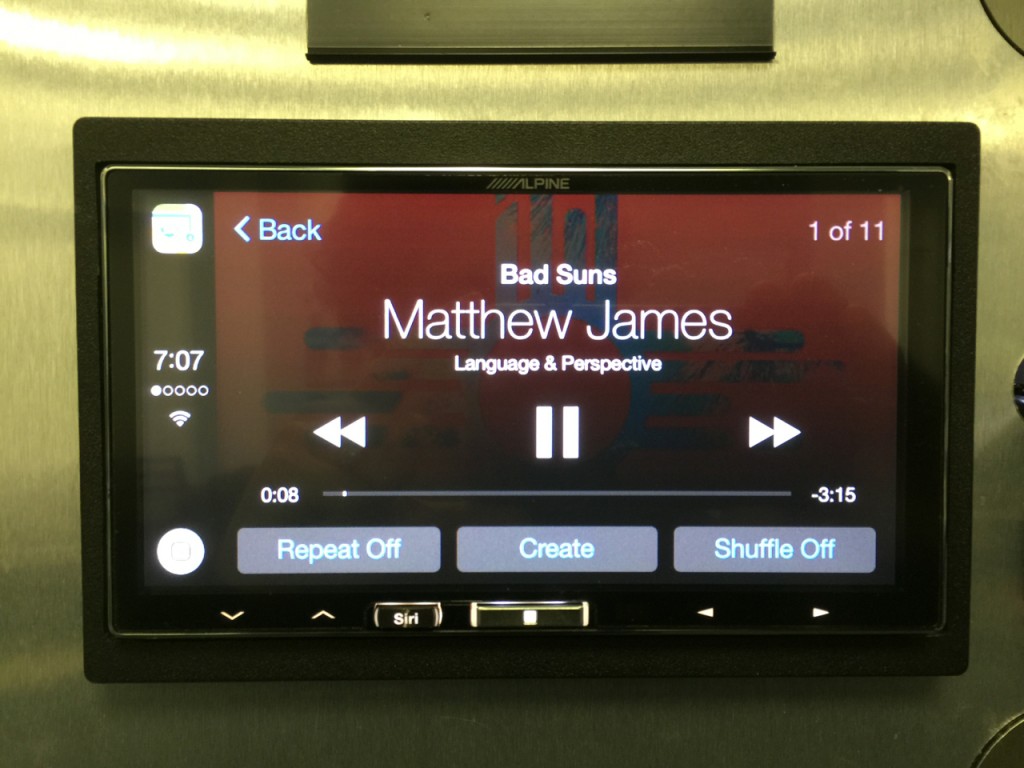 ALPINE
Back
1 of 11
Bad Suns
Matthew James
Language & Perspective
7:07
0:08
-3:15
Repeat Off
Create
Shuffle Off
Siri